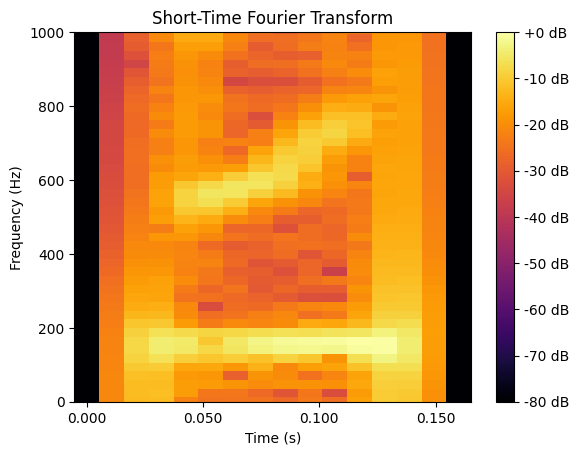 Short-Time Fourier Transform
1000
800
600
400
200
0
Frequency (Hz)
0.000
0.050
0.100
0.150
Time (s)
+0 dB
-10 dB
-20 dB
-30 dB
-40 dB
-50 dB
-60 dB
-70 dB
-80 dB